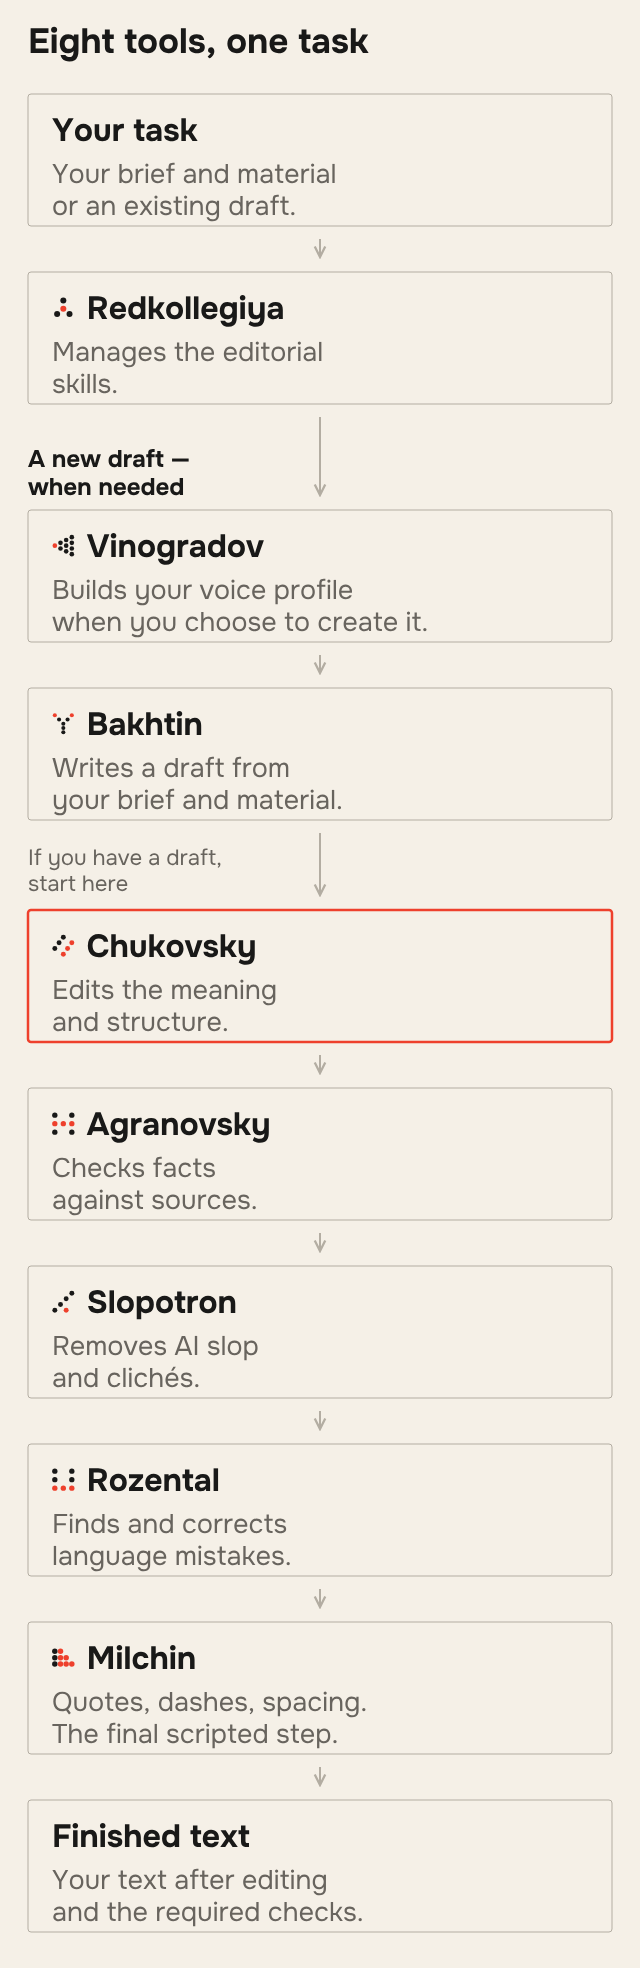 Eight tools, one task
Your task
Your brief and material
or an existing draft.
Redkollegiya
Manages the editorial
skills.
A new draft —
when needed
Vinogradov
Builds your voice profile
when you choose to create it.
Bakhtin
Writes a draft from
your brief and material.
If you have a draft,
start here
Chukovsky
Edits the meaning
and structure.
Agranovsky
Checks facts
against sources.
Slopotron
Removes AI slop
and clichés.
Rozental
Finds and corrects
language mistakes.
Milchin
Quotes, dashes, spacing.
The final scripted step.
Finished text
Your text after editing
and the required checks.